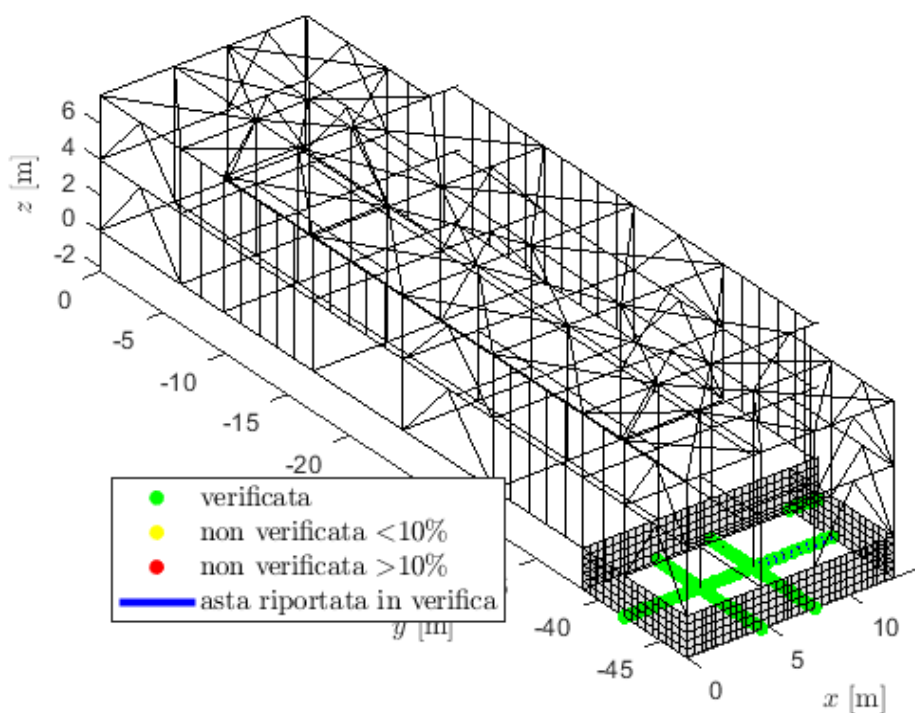 6
4
2
0
-2
z [m]
0
-5
-10
-15
-20
verificata
non verificata <10%
non verificata >10%
asta riportata in verifica
y [m]
-40
-45
0
5
10
x [m]